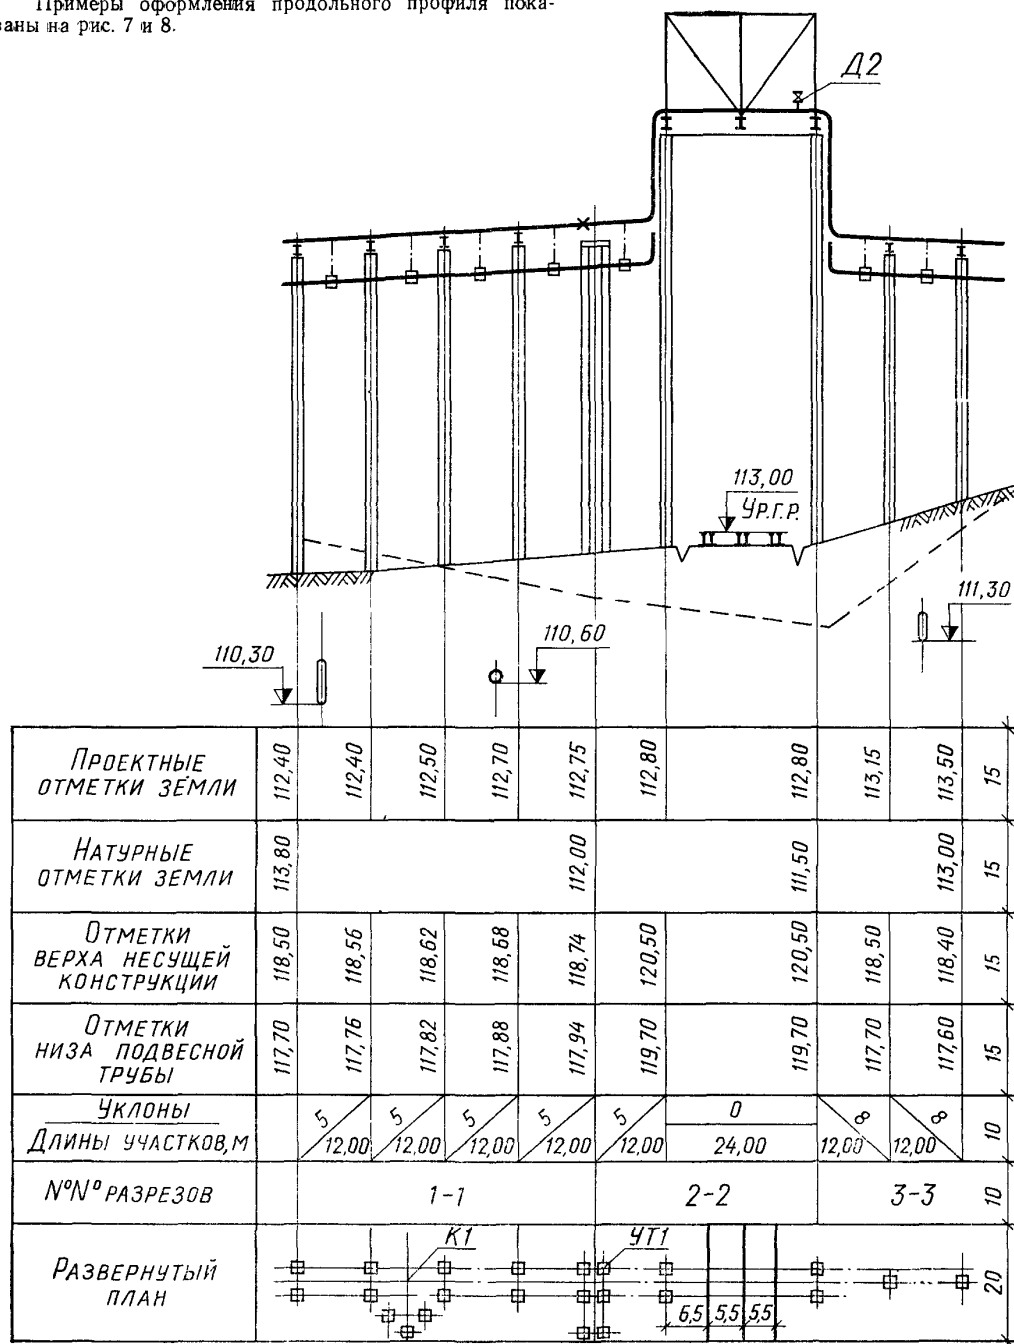 Примеры оформления продольного профиля пока-
заны на рис. 7 и 8.
Д2
113,00
Ур.г.р.
111,30
110,60
110,30
Проектные
отметки земли
112,40 112,40 112,50 112,70 112,75 112,80 112,80 113,15 113,50 15
Натурные
отметки земли
113,80 112,00 111,50 113,00 15
Отметки
верха несущей
конструкции
118,50 118,56 118,62 118,68 118,74 120,50 120,50 118,50 118,40 15
Отметки
низа подвесной
трубы
117,70 117,76 117,82 117,88 117,94 119,70 119,70 117,70 117,60 15
Уклоны
5 5 5 5 5 0 8 8
Длины участков, м
12,00 12,00 12,00 12,00 12,00 24,00 12,00 12,00 10
№№ разрезов
1-1 2-2 3-3 10
Развернутый
план
К1 УТ1
6,5 5,5 5,5 20